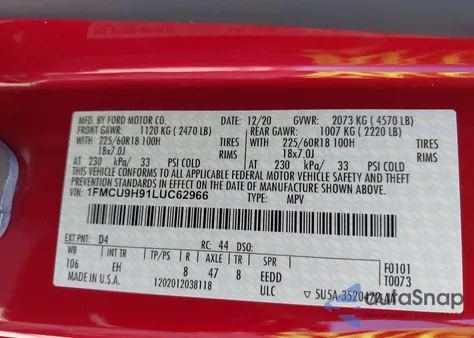 MFD. BY FORD MOTOR CO. 12/20 GVWR: 2073 KG ( 4570 LB)
FRONT GAWR: 1120 KG ( 2470 LB) REAR GAWR: 1007 KG ( 2220 LB)
WITH 225/60R18 100H TIRES WITH 225/60R18 100H TIRES
18x7.0J RIMS 18x7.0J RIMS
AT 230 kPa/ 33 PSI COLD AT 230 kPa/ 33 PSI COLD
THIS VEHICLE CONFORMS TO ALL APPLICABLE FEDERAL MOTOR VEHICLE SAFETY AND THEFT
PREVENTION STANDARDS IN EFFECT ON THE DATE OF MANUFACTURE SHOWN ABOVE.
VIN: 1FMCU9H91LUC62966 TYPE: MPV
EXT PNT: D4 RC: 44 DSO:
WB INT TR TP/PS R AXLE TR SPR
106 EH 8 47 8 EEDD F0101
MADE IN U.S.A. 1202012038118 ULC T0073
autoSnap